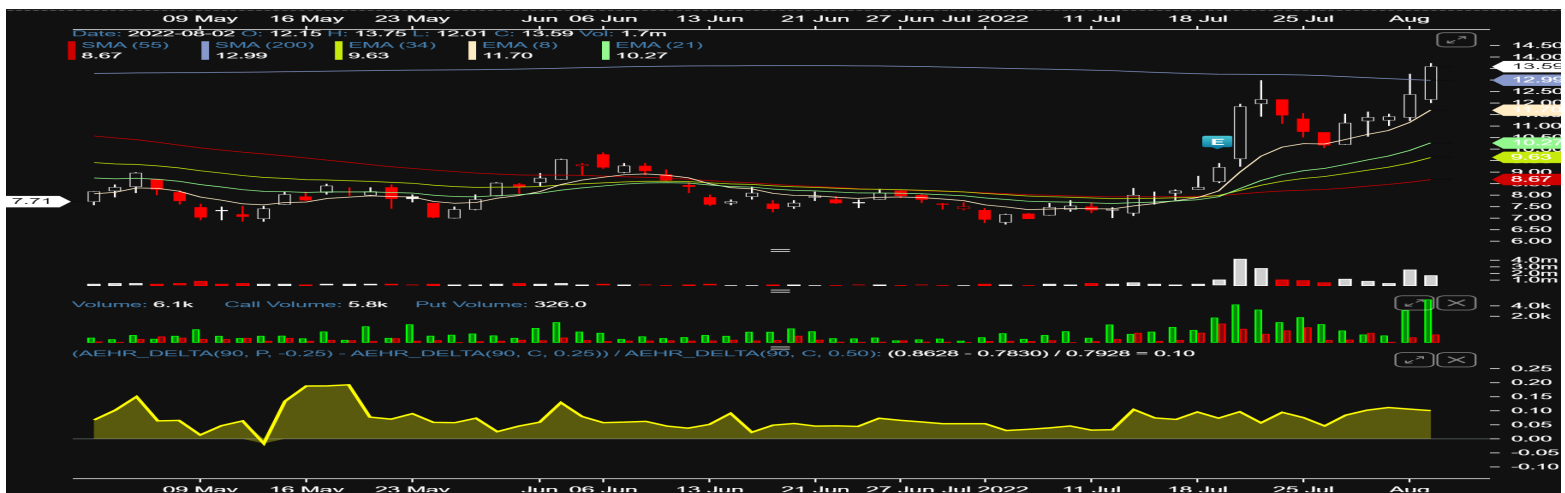 09 May 16 May 23 May Jun 06 Jun 13 Jun 21 Jun 27 Jun Jul 2022 11 Jul 18 Jul 25 Jul Aug
Date: 2022-08-02 O: 12.15 H: 13.75 L: 12.01 C: 13.59 Vol: 1.7m
SMA (55) SMA (200) EMA (34) EMA (8) EMA (21)
8.67 12.99 9.63 11.70 10.27
14.50
14.00
13.59
12.99
12.50
12.00
11.70
11.00
10.50
10.27
9.63
9.00
8.67
8.00
7.50
7.00
6.50
6.00
7.71
E
4.0m
3.0m
2.0m
1.0m
Volume: 6.1k Call Volume: 5.8k Put Volume: 326.0
4.0k
2.0k
(AEHR_DELTA(90, P, -0.25) - AEHR_DELTA(90, C, 0.25)) / AEHR_DELTA(90, C, 0.50): (0.8628 - 0.7830) / 0.7928 = 0.10
0.25
0.20
0.15
0.10
0.05
0.00
-0.05
-0.10
09 May 16 May 23 May Jun 06 Jun 13 Jun 21 Jun 27 Jun Jul 2022 11 Jul 18 Jul 25 Jul Aug